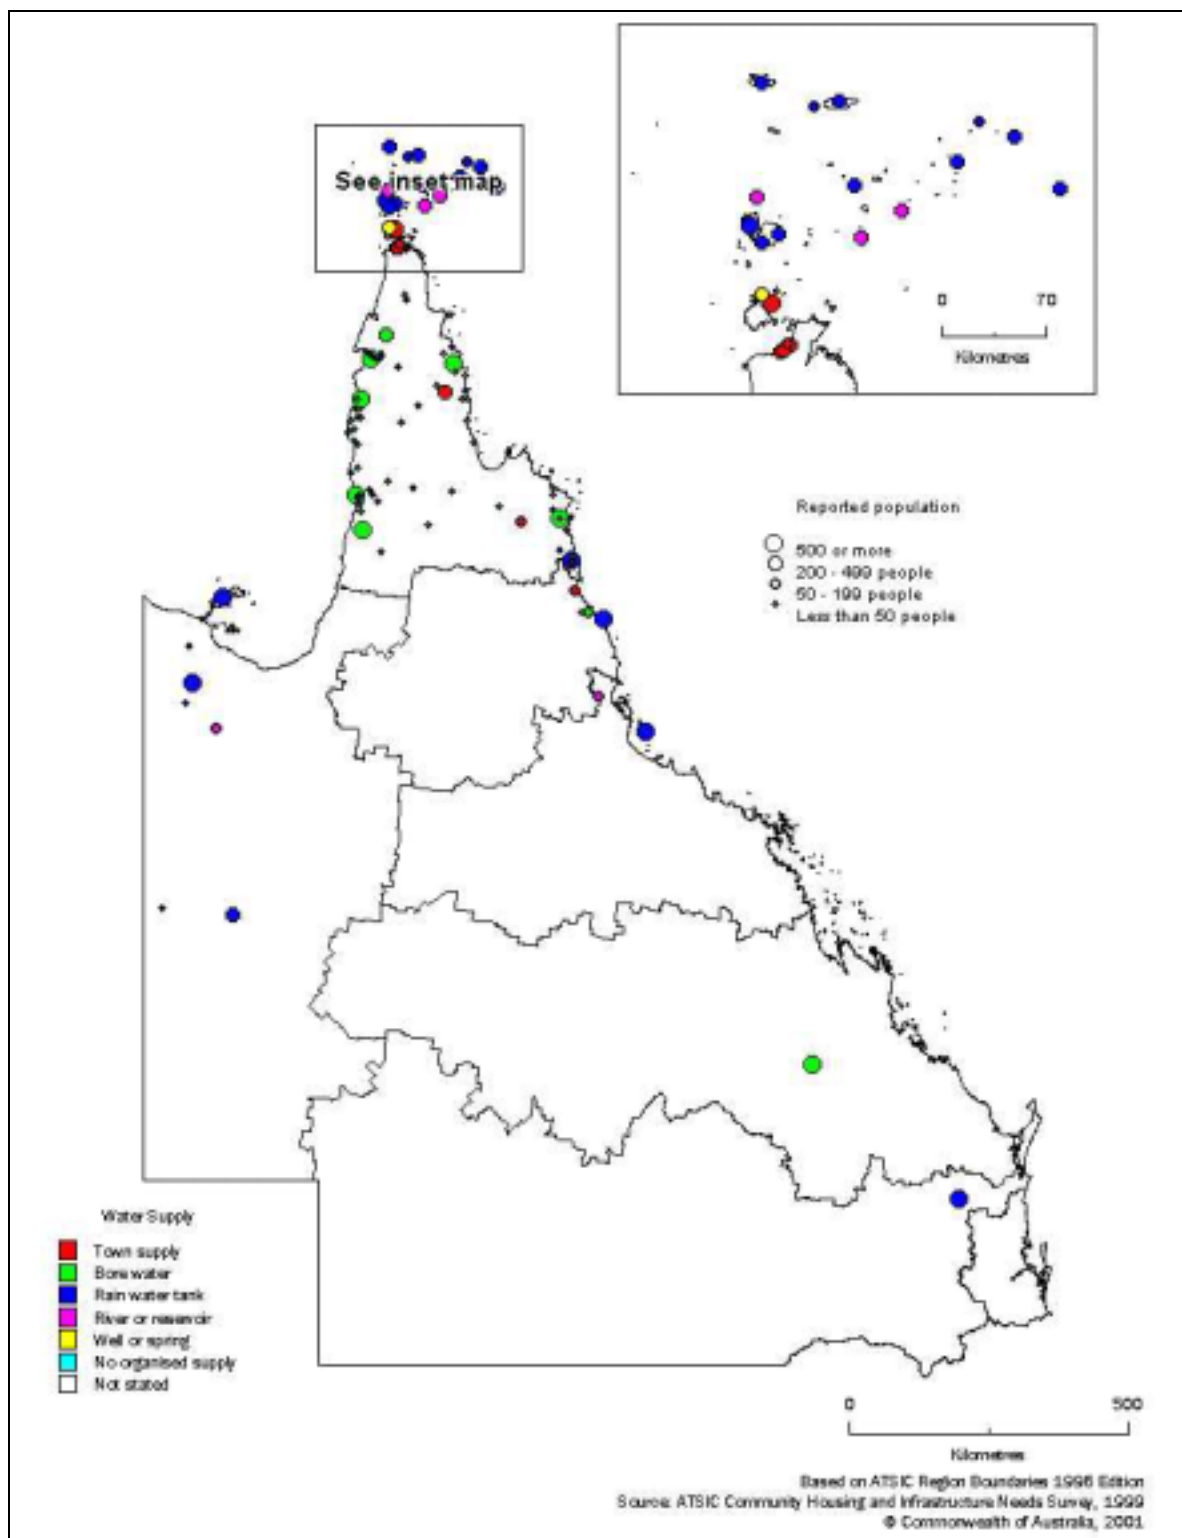 See inset map
0 70
Kilometres
Reported population
500 or more
200 - 499 people
50 - 199 people
Less than 50 people
Water Supply
Town supply
Bore water
Rain water tank
River or reservoir
Well or spring
No organised supply
Not stated
0 500
Kilometres
Based on ATSIC Region Boundaries 1996 Edition
Source: ATSIC Community Housing and Infrastructure Needs Survey, 1999
© Commonwealth of Australia, 2001